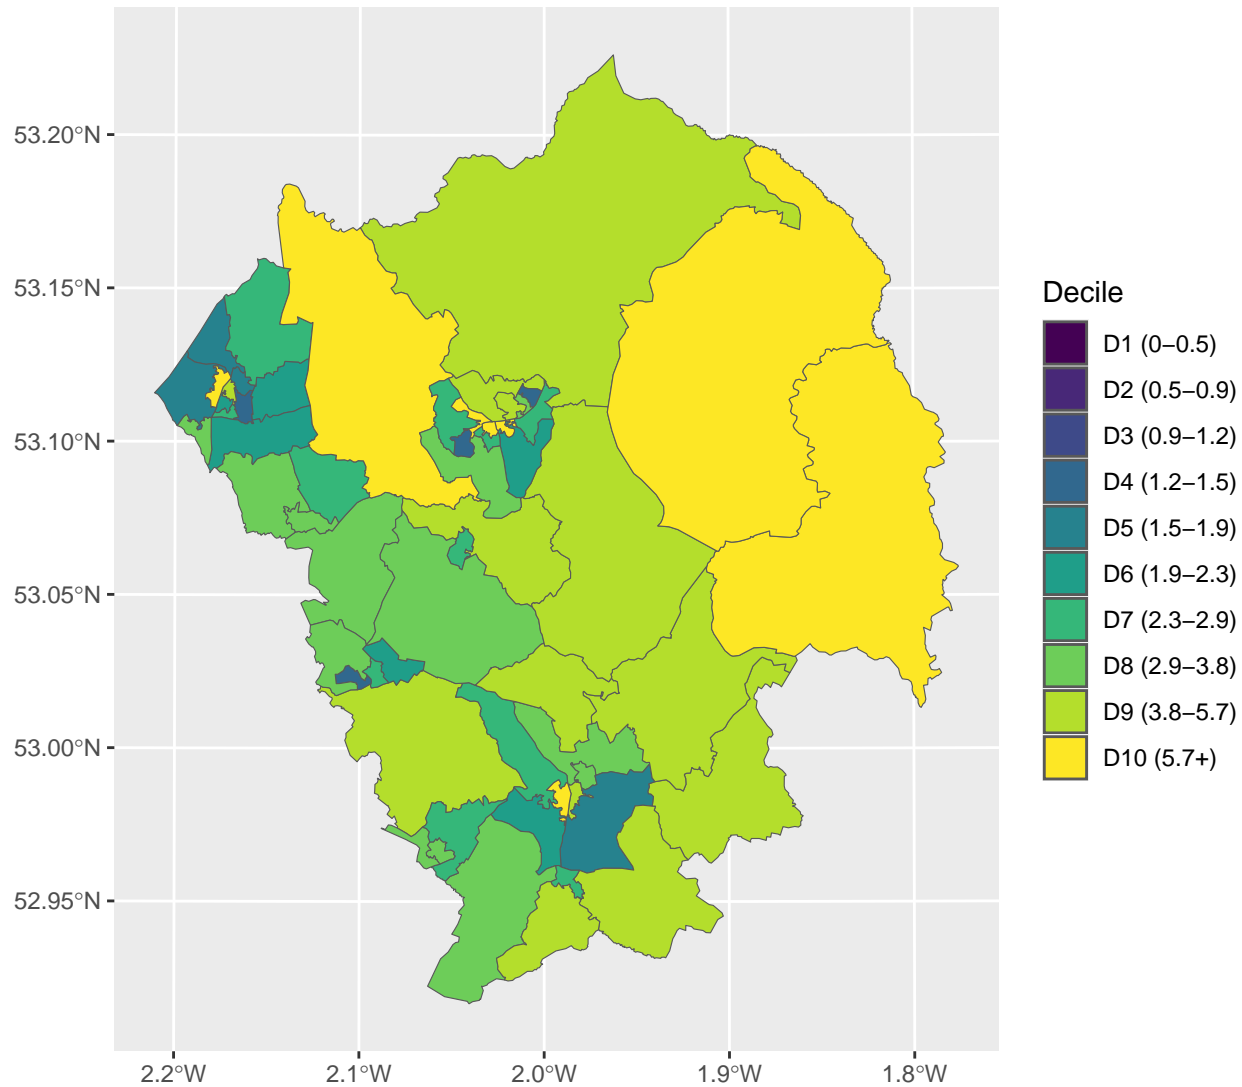 53.20°N
53.15°N
53.10°N
53.05°N
53.00°N
52.95°N
2.2°W
2.1°W
2.0°W
1.9°W
1.8°W
Decile
D1 (0−0.5)
D2 (0.5−0.9)
D3 (0.9−1.2)
D4 (1.2−1.5)
D5 (1.5−1.9)
D6 (1.9−2.3)
D7 (2.3−2.9)
D8 (2.9−3.8)
D9 (3.8−5.7)
D10 (5.7+)